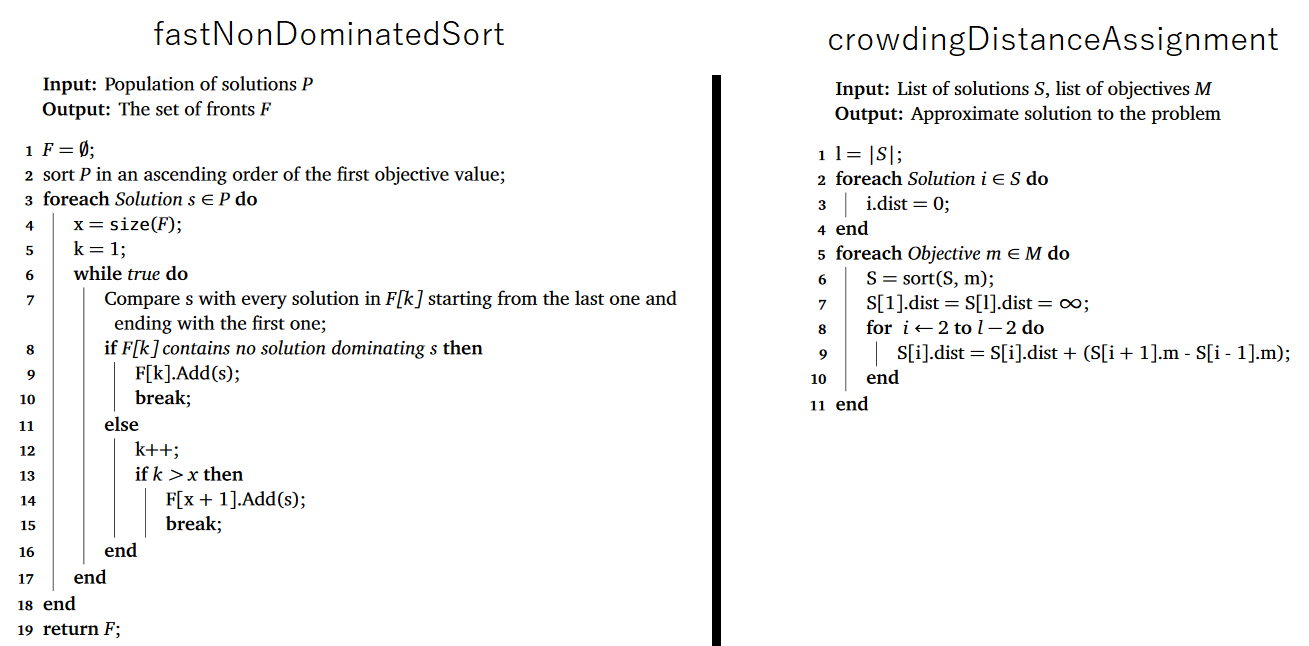 fastNonDominatedSort
Input: Population of solutions P
Output: The set of fronts F
1 F = ∅;
2 sort P in an ascending order of the first objective value;
3 foreach Solution s ∈ P do
4 x = size(F);
5 k = 1;
6 while true do
7 Compare s with every solution in F[k] starting from the last one and
ending with the first one;
8 if F[k] contains no solution dominating s then
9 F[k].Add(s);
10 break;
11 else
12 k++;
13 if k > x then
14 F[x + 1].Add(s);
15 break;
16 end
17 end
18 end
19 return F;
crowdingDistanceAssignment
Input: List of solutions S, list of objectives M
Output: Approximate solution to the problem
1 l = |S|;
2 foreach Solution i ∈ S do
3 i.dist = 0;
4 end
5 foreach Objective m ∈ M do
6 S = sort(S, m);
7 S[1].dist = S[l].dist = ∞;
8 for i ← 2 to l − 2 do
9 S[i].dist = S[i].dist + (S[i + 1].m - S[i - 1].m);
10 end
11 end